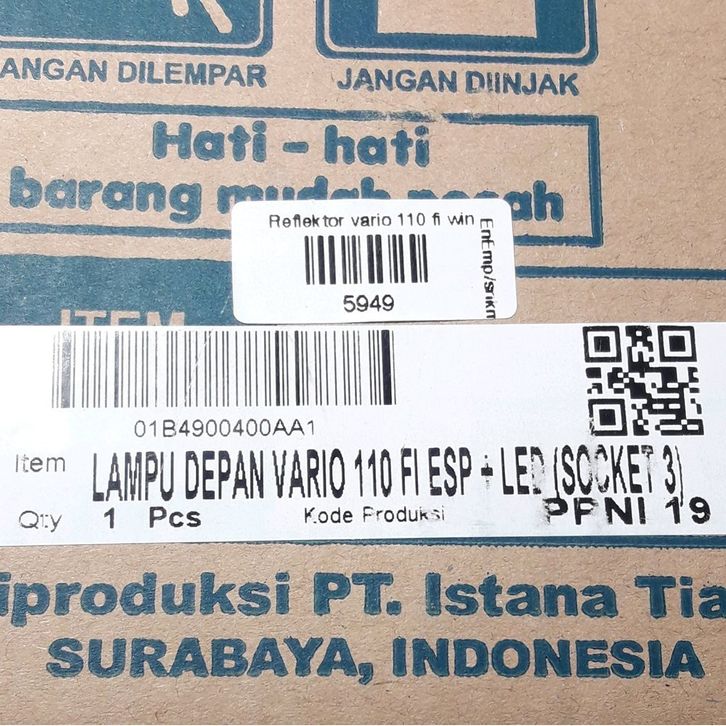 ANGAN DILEMPAR
JANGAN DIINJAK
Hati - hati
barang mudah pecah
Reflektor vario 110 fi win
5949
ITEM
01B4900400AA1
Item LAMPU DEPAN VARIO 110 FI ESP + LED (SOCKET 3)
Qty 1 Pcs Kode Produksi PPNI 19
iproduksi PT. Istana Tia
SURABAYA, INDONESIA